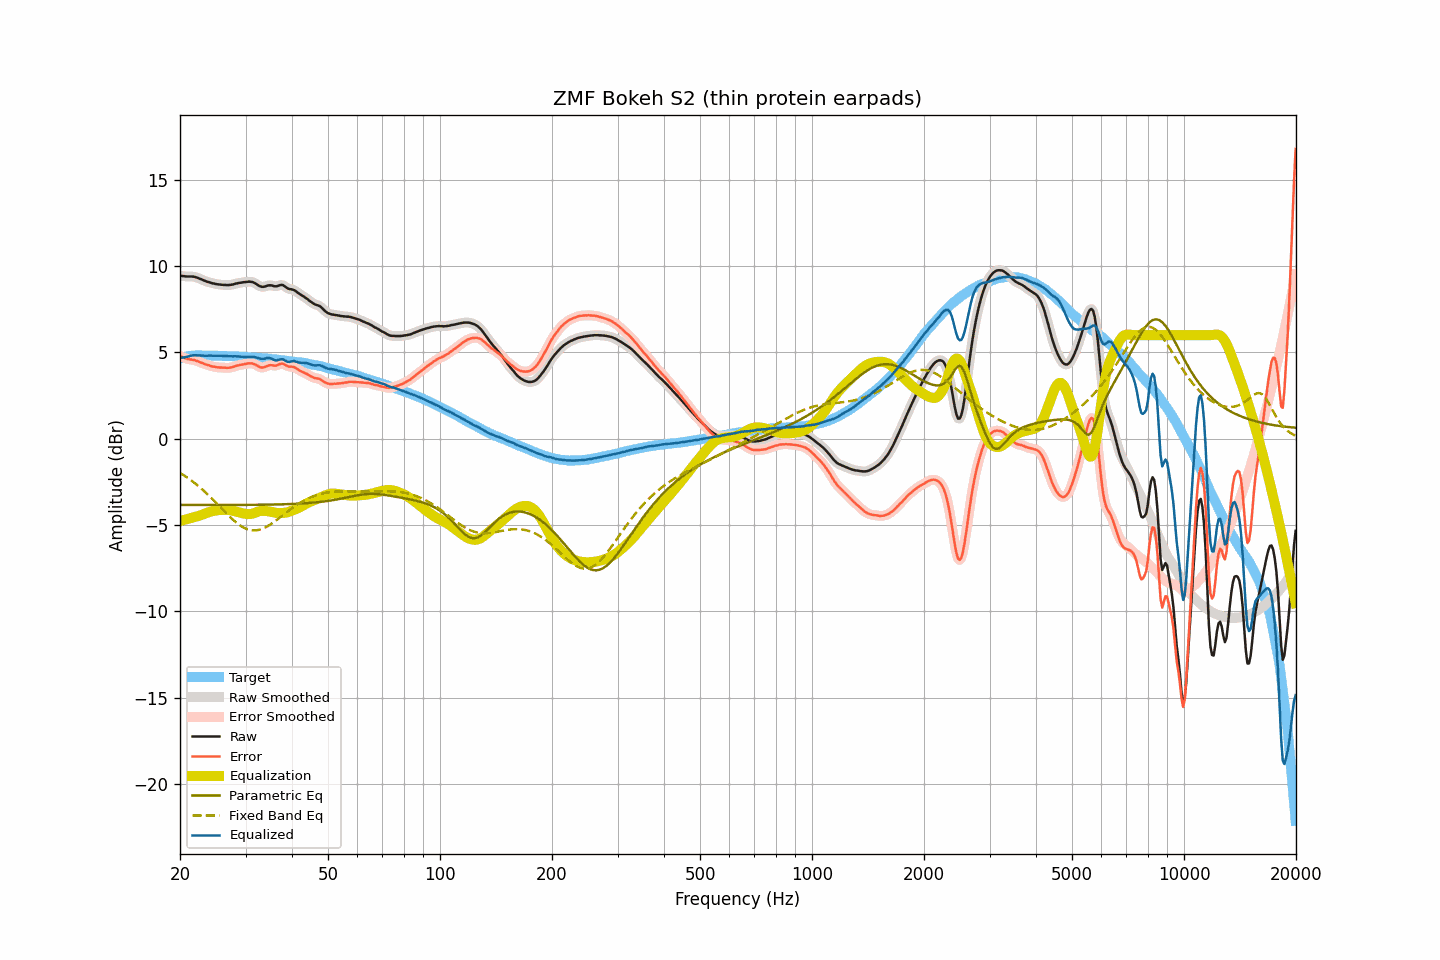 ZMF Bokeh S2 (thin protein earpads)
Amplitude (dBr)
15
10
5
0
−5
−10
−15
−20
Target
Raw Smoothed
Error Smoothed
Raw
Error
Equalization
Parametric Eq
Fixed Band Eq
Equalized
20 50 100 200 500 1000 2000 5000 10000 20000
Frequency (Hz)